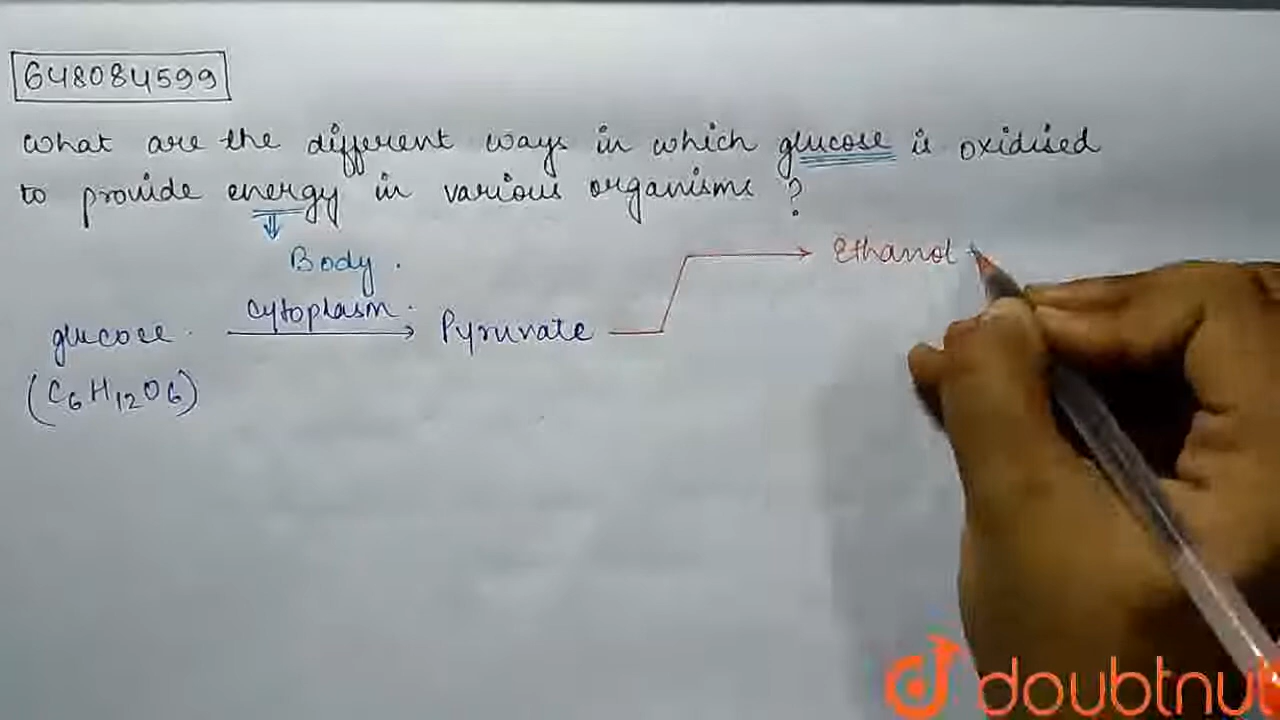 648084599
What are the different ways in which glucose is oxidised
to provide energy in various organisms ?
Body .
Ethanol +
cytoplasm .
glucose . Pyruvate
(C6H12O6)
doubtnut